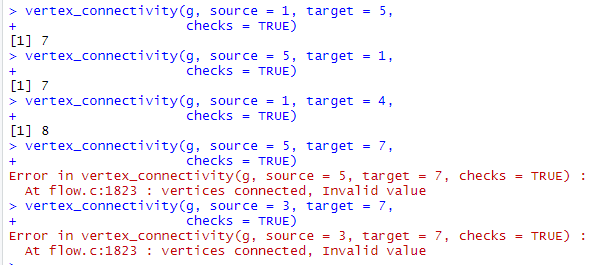 > vertex_connectivity(g, source = 1, target = 5,
+                     checks = TRUE)
[1] 7
> vertex_connectivity(g, source = 5, target = 1,
+                     checks = TRUE)
[1] 7
> vertex_connectivity(g, source = 1, target = 4,
+                     checks = TRUE)
[1] 8
> vertex_connectivity(g, source = 5, target = 7,
+                     checks = TRUE)
Error in vertex_connectivity(g, source = 5, target = 7, checks = TRUE) :
  At flow.c:1823 : vertices connected, Invalid value
> vertex_connectivity(g, source = 3, target = 7,
+                     checks = TRUE)
Error in vertex_connectivity(g, source = 3, target = 7, checks = TRUE) :
  At flow.c:1823 : vertices connected, Invalid value